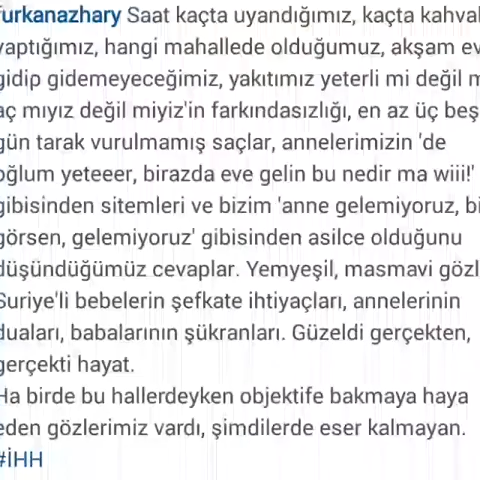 furkanazhary Saat kaçta uyandığımız, kaçta kahval
yaptığımız, hangi mahallede olduğumuz, akşam ev
gidip gidemeyeceğimiz, yakıtımız yeterli mi değil m
aç mıyız değil miyiz'in farkındasızlığı, en az üç beş
gün tarak vurulmamış saçlar, annelerimizin 'de
oğlum yeteeer, birazda eve gelin bu nedir ma wiii!'
gibisinden sitemleri ve bizim 'anne gelemiyoruz, bi
görsen, gelemiyoruz' gibisinden asilce olduğunu
düşündüğümüz cevaplar. Yemyeşil, masmavi gözl
Suriye'li bebelerin şefkate ihtiyaçları, annelerinin
duaları, babalarının şükranları. Güzeldi gerçekten,
gerçekti hayat.
Ha birde bu hallerdeyken objektife bakmaya haya
eden gözlerimiz vardı, şimdilerde eser kalmayan.
#İHH